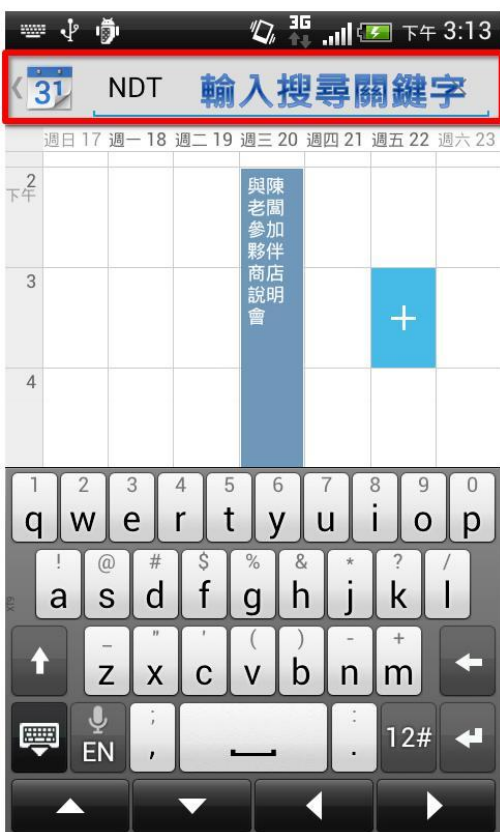 3G 下午 3:13
31 NDT 輸入搜尋關鍵字
週日 17 週一 18 週二 19 週三 20 週四 21 週五 22 週六 23
下午 2
與陳
老闆
參加
夥伴
商店
說明
會
3
+
4
1 2 3 4 5 6 7 8 9 0
q w e r t y u i o p
! @ # $ % & * ? /
a s d f g h j k l
_ " ' ( ) - +
z x c v b n m
; :
EN , . 12#
XT9